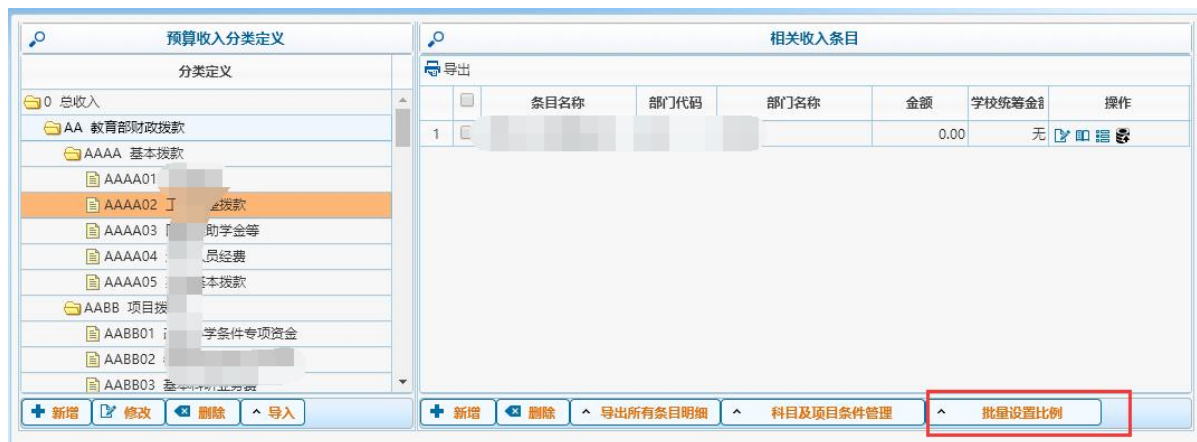 预算收入分类定义
分类定义
0 总收入
AA 教育部财政拨款
AAAA 基本拨款
AAAA01
AAAA02 拨款
AAAA03 助学金等
AAAA04 人员经费
AAAA05 基本拨款
AABB 项目拨
AABB01 学条件专项资金
AABB02
AABB03
新增 修改 删除 导入
相关收入条目
导出
条目名称 部门代码 部门名称 金额 学校统筹金 操作
1 0.00 无
新增 删除 导出所有条目明细 科目及项目条件管理 批量设置比例